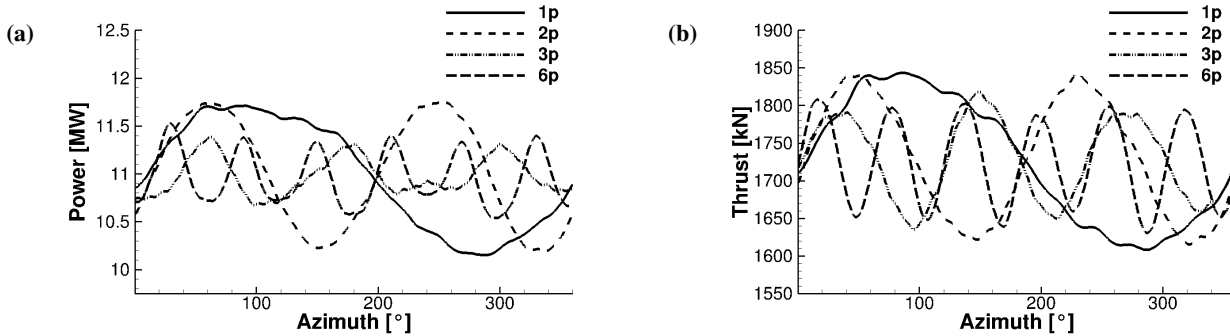 (a)
Power [MW]
12.5
12
11.5
11
10.5
10
100
200
300
Azimuth [°]
1p
2p
3p
6p
(b)
Thrust [kN]
1900
1850
1800
1750
1700
1650
1600
1550
100
200
300
Azimuth [°]
1p
2p
3p
6p